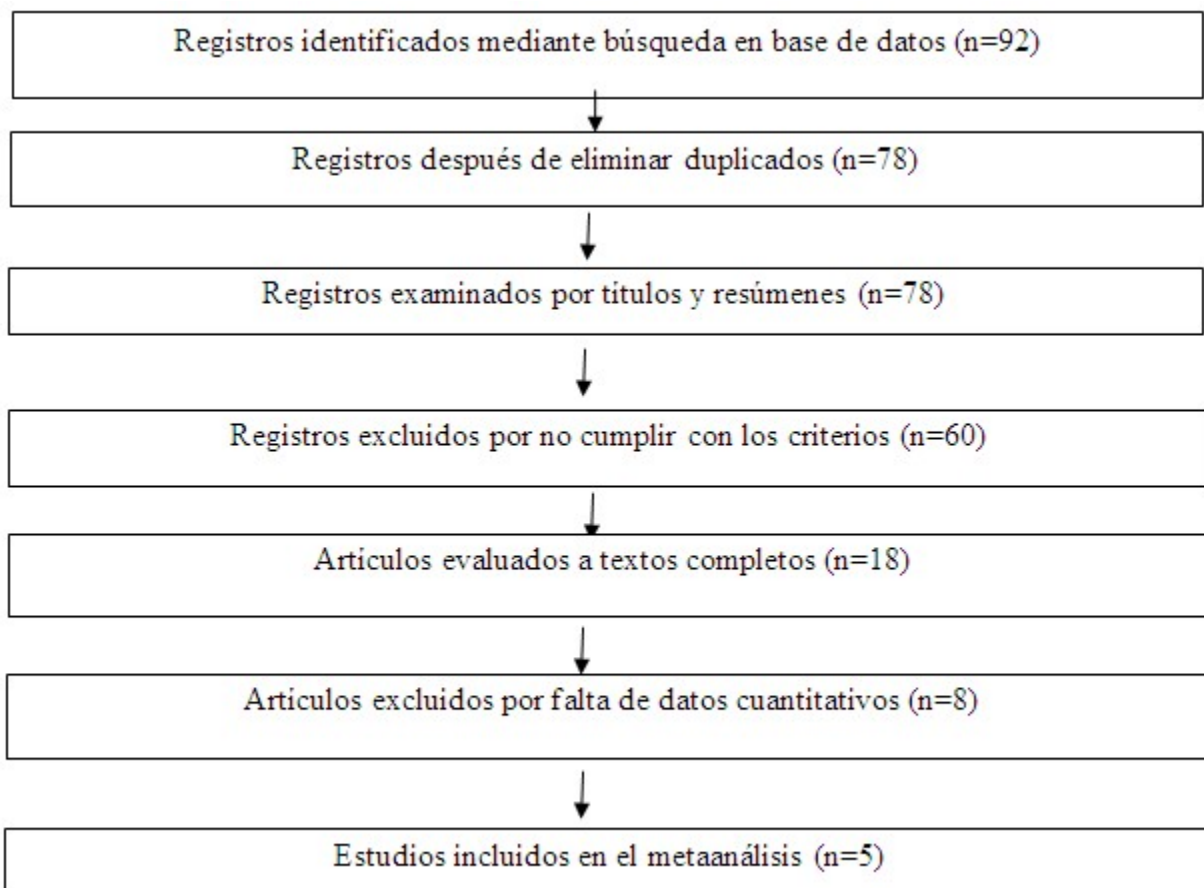 Registros identificados mediante búsqueda en base de datos (n=92)
Registros después de eliminar duplicados (n=78)
Registros examinados por títulos y resúmenes (n=78)
Registros excluidos por no cumplir con los criterios (n=60)
Artículos evaluados a textos completos (n=18)
Artículos excluidos por falta de datos cuantitativos (n=8)
Estudios incluidos en el metaanálisis (n=5)